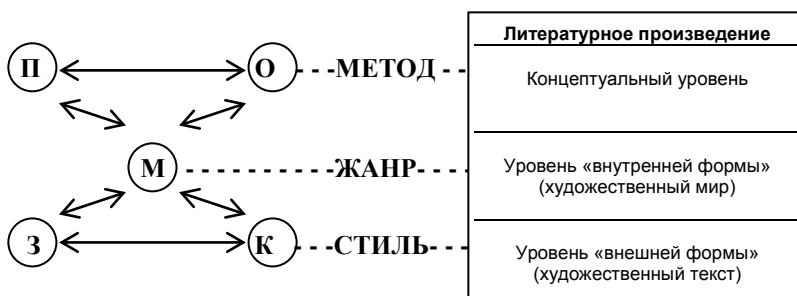 Литературное произведение
П О - - - МЕТОД - -
Концептуальный уровень
М - - - - - - - - ЖАНР- - -
Уровень «внутренней формы»
(художественный мир)
З К - - - СТИЛЬ- - -
Уровень «внешней формы»
(художественный текст)